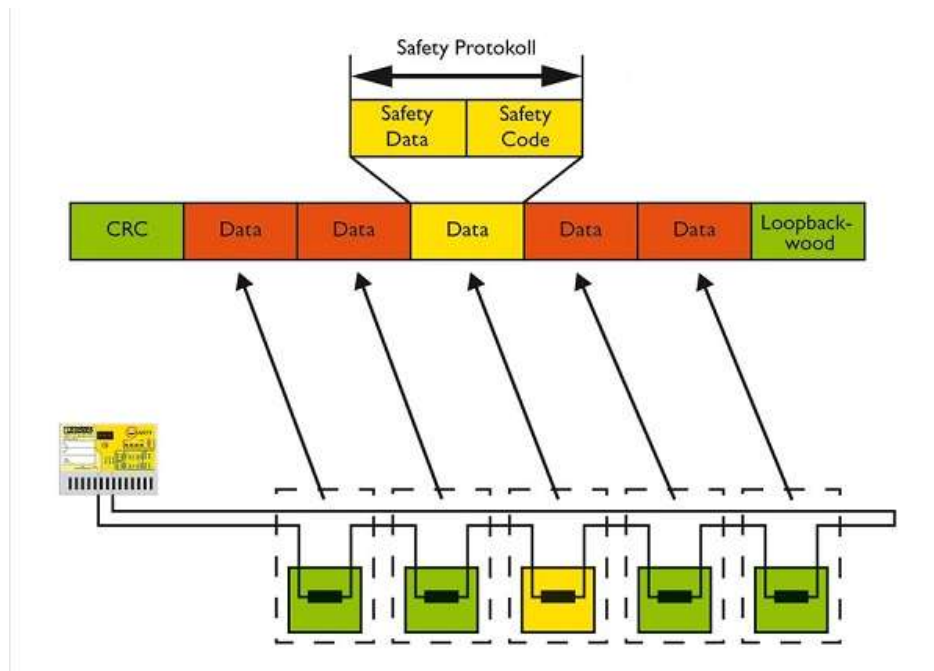 Safety Protokoll
Safety
Data
Safety
Code
CRC
Data
Data
Data
Data
Data
Loopback-
wood